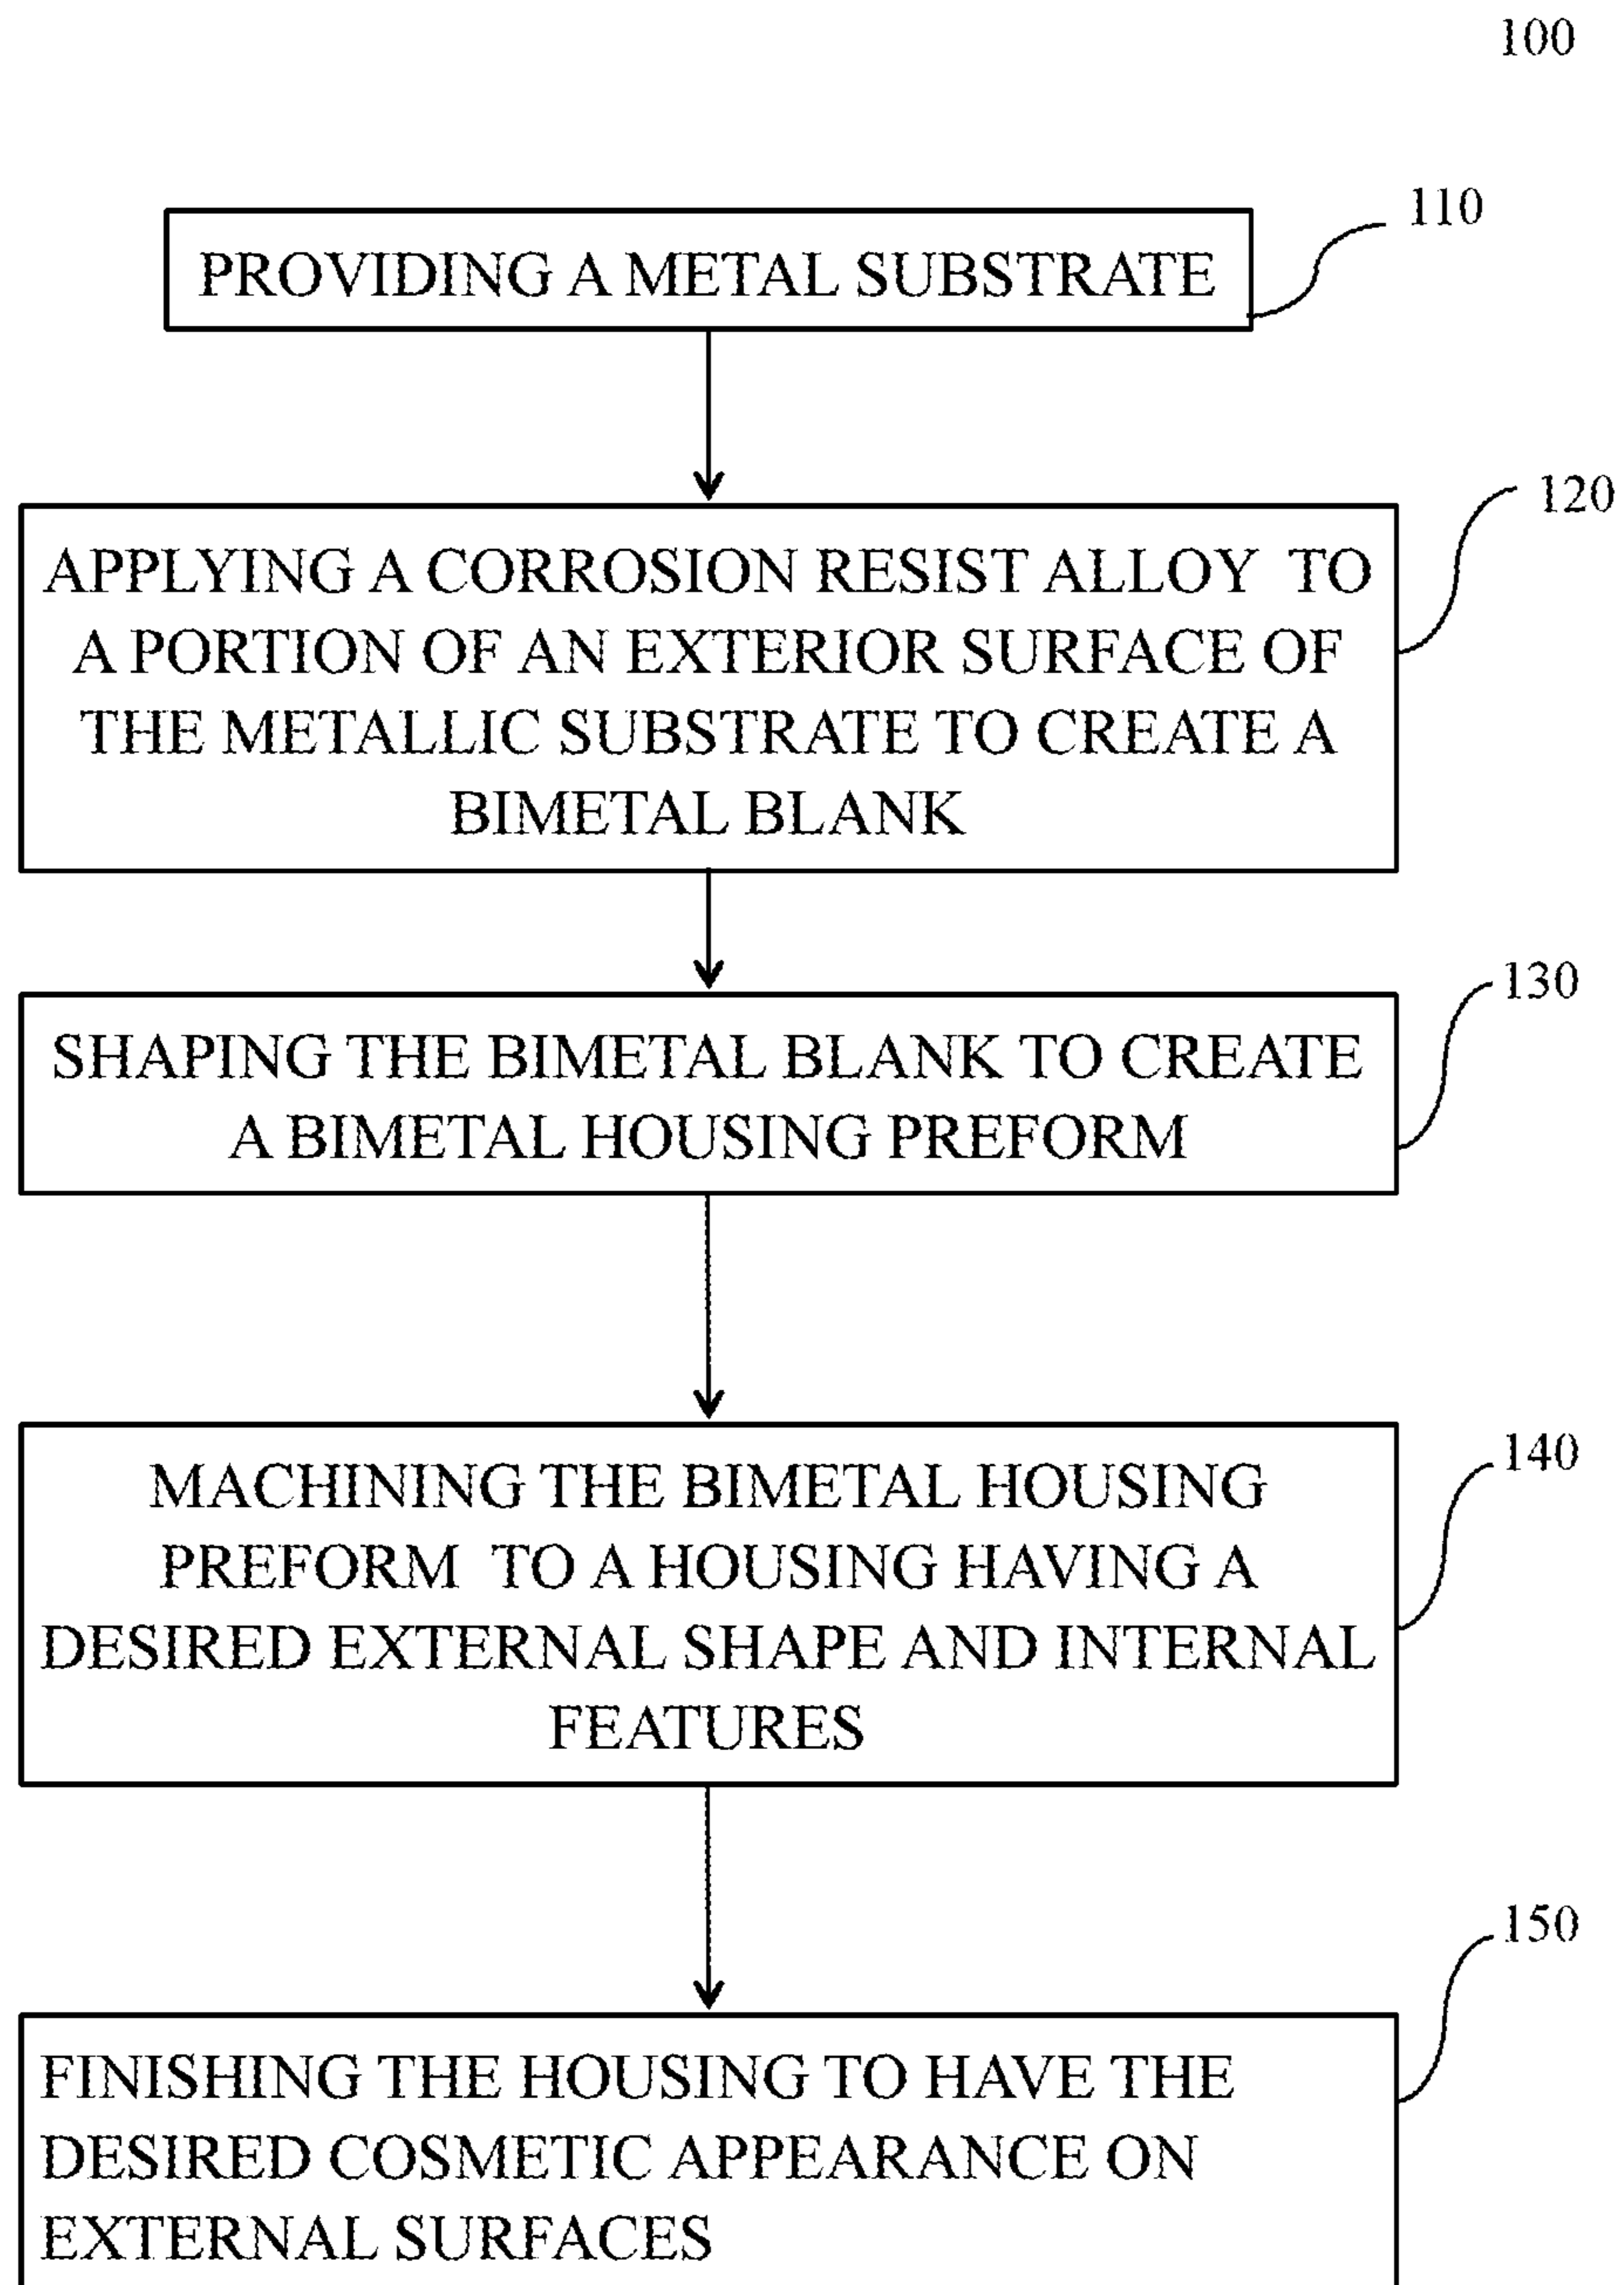 100
110
PROVIDING A METAL SUBSTRATE
120
APPLYING A CORROSION RESIST ALLOY TO
A PORTION OF AN EXTERIOR SURFACE OF
THE METALLIC SUBSTRATE TO CREATE A
BIMETAL BLANK
130
SHAPING THE BIMETAL BLANK TO CREATE
A BIMETAL HOUSING PREFORM
140
MACHINING THE BIMETAL HOUSING
PREFORM TO A HOUSING HAVING A
DESIRED EXTERNAL SHAPE AND INTERNAL
FEATURES
150
FINISHING THE HOUSING TO HAVE THE
DESIRED COSMETIC APPEARANCE ON
EXTERNAL SURFACES